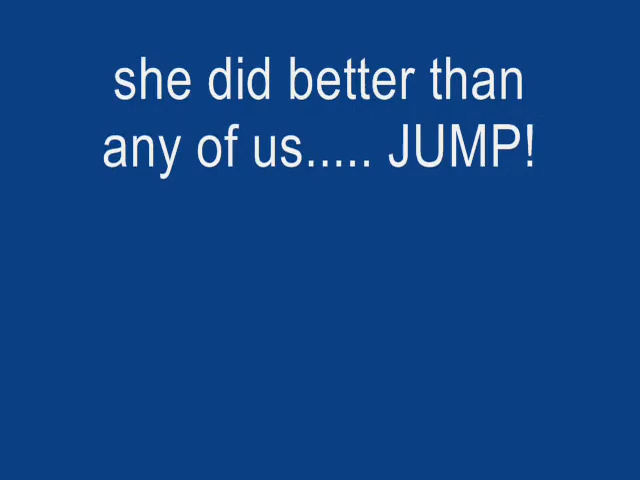 she did better than
any of us..... JUMP!